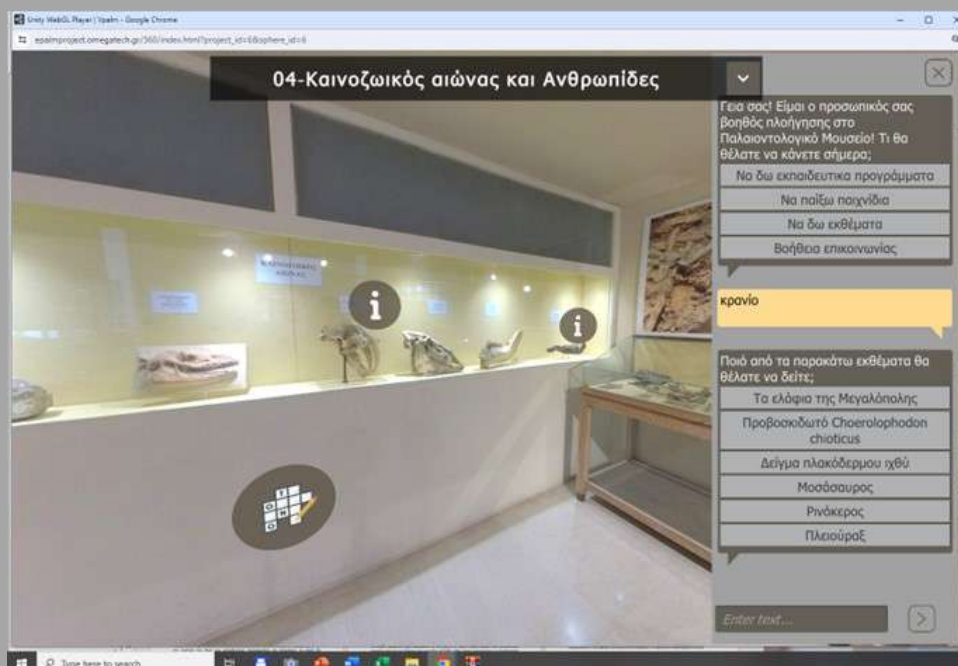 Unity WebGL Player | Vpalm - Google Chrome
epalmproject.omegatech.gr/360/index.html?project_id=6&sphere_id=6
04-Καινοζωικός αιώνας και Ανθρωπίδες
Γεια σας! Είμαι ο προσωπικός σας
βοηθός πλοήγησης στο
Παλαιοντολογικό Μουσείο! Τι θα
θέλατε να κάνετε σήμερα;
Να δω εκπαιδευτικά προγράμματα
Να παίξω παιχνίδια
Να δω εκθέματα
Βοήθεια επικοινωνίας
κρανίο
Ποιό από τα παρακάτω εκθέματα θα
θέλατε να δείτε;
Τα ελάφια της Μεγαλόπολης
Προβοσκιδωτό Choerolophodon
chioticus
Δείγμα πλακόδερμου ιχθύ
Μοσάσαυρος
Ρινόκερος
Πλειούραξ
Enter text...
ΚΑΙΝΟΖΩΙΚΟΣ
ΑΙΩΝΑΣ
i
i
Type here to search